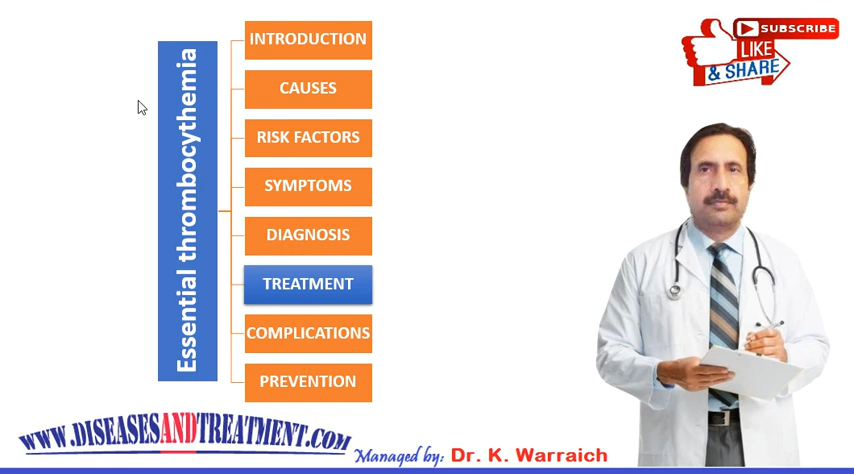 Essential thrombocythemia
INTRODUCTION
CAUSES
RISK FACTORS
SYMPTOMS
DIAGNOSIS
TREATMENT
COMPLICATIONS
PREVENTION
SUBSCRIBE
LIKE
& SHARE
WWW.DISEASESANDTREATMENT.COM
Managed by: Dr. K. Warraich